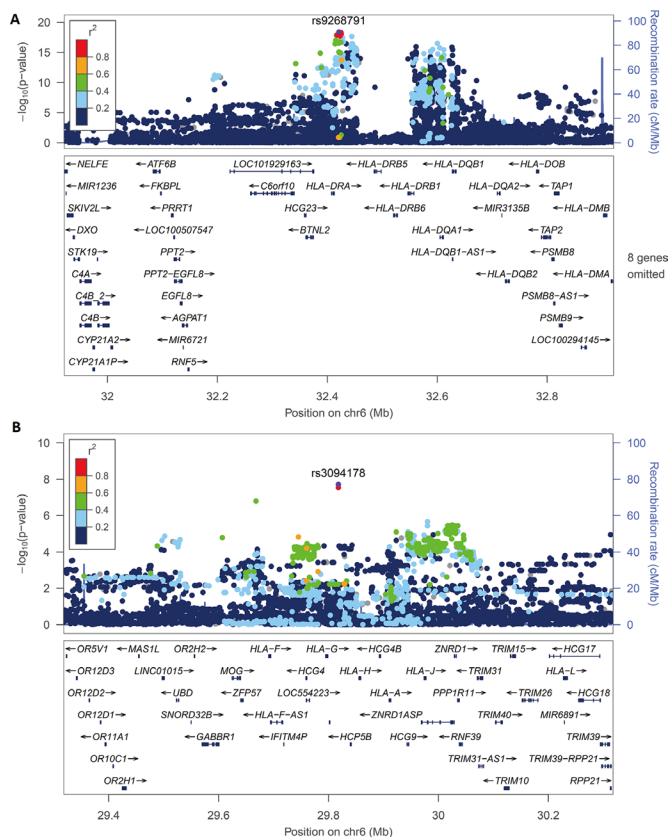 A
rs9268791
20
15
10
5
0
−log10(p−value)
r²
0.8
0.6
0.4
0.2
100
80
60
40
20
0
Recombination rate (cM/Mb)
←NELFE ATF6B→ LOC101929163→ ←HLA−DRB5 ←HLA−DQB1 ←HLA−DOB
MIR1236 ←FKBPL ←C6orf10 HLA−DRA→ ←HLA−DRB1 ←HLA−DQA2→ ←TAP1
SKIV2L→ PRRT1 HCG23→ ←HLA−DRB6 MIR3135B ←HLA−DMB
←DXO LOC100507547 ←BTNL2 HLA−DQA1→ ←TAP2
STK19→ PPT2→ HLA−DQB1−AS1→ ←PSMB8
C4A→ PPT2−EGFL8→ ←HLA−DQB2 ←HLA−DMA
C4B_2→ EGFL8→ PSMB8−AS1→
C4B→ ←AGPAT1 ←PSMB9
CYP21A2→ ←MIR6721 LOC100294145→
CYP21A1P→ RNF5→
8 genes
omitted
32 32.2 32.4 32.6 32.8
Position on chr6 (Mb)
B
rs3094178
10
8
6
4
2
0
−log10(p−value)
r²
0.8
0.6
0.4
0.2
100
80
60
40
20
0
Recombination rate (cM/Mb)
←OR5V1 ←MAS1L OR2H2→ HLA−F→ HLA−G→ ←HCG4B ZNRD1→ TRIM15→ ←HCG17
←OR12D3 LINC01015→ MOG→ ←HCG4 HLA−H→ HLA−J→ ←TRIM31 HLA−L→
OR12D2→ ←UBD ←ZFP57 LOC554223→ HLA−A→ PPP1R11→ ←TRIM26 ←HCG18
←OR12D1 SNORD32B→ ←HLA−F−AS1 ←ZNRD1ASP ←TRIM40→ MIR6891
←OR11A1 ←GABBR1 ←IFITM4P ←HCP5B ←HCG9→ ←RNF39 TRIM39→
OR10C1→ TRIM31−AS1→ TRIM39−RPP21→
OR2H1→ ←TRIM10 RPP21→
29.4 29.6 29.8 30 30.2
Position on chr6 (Mb)